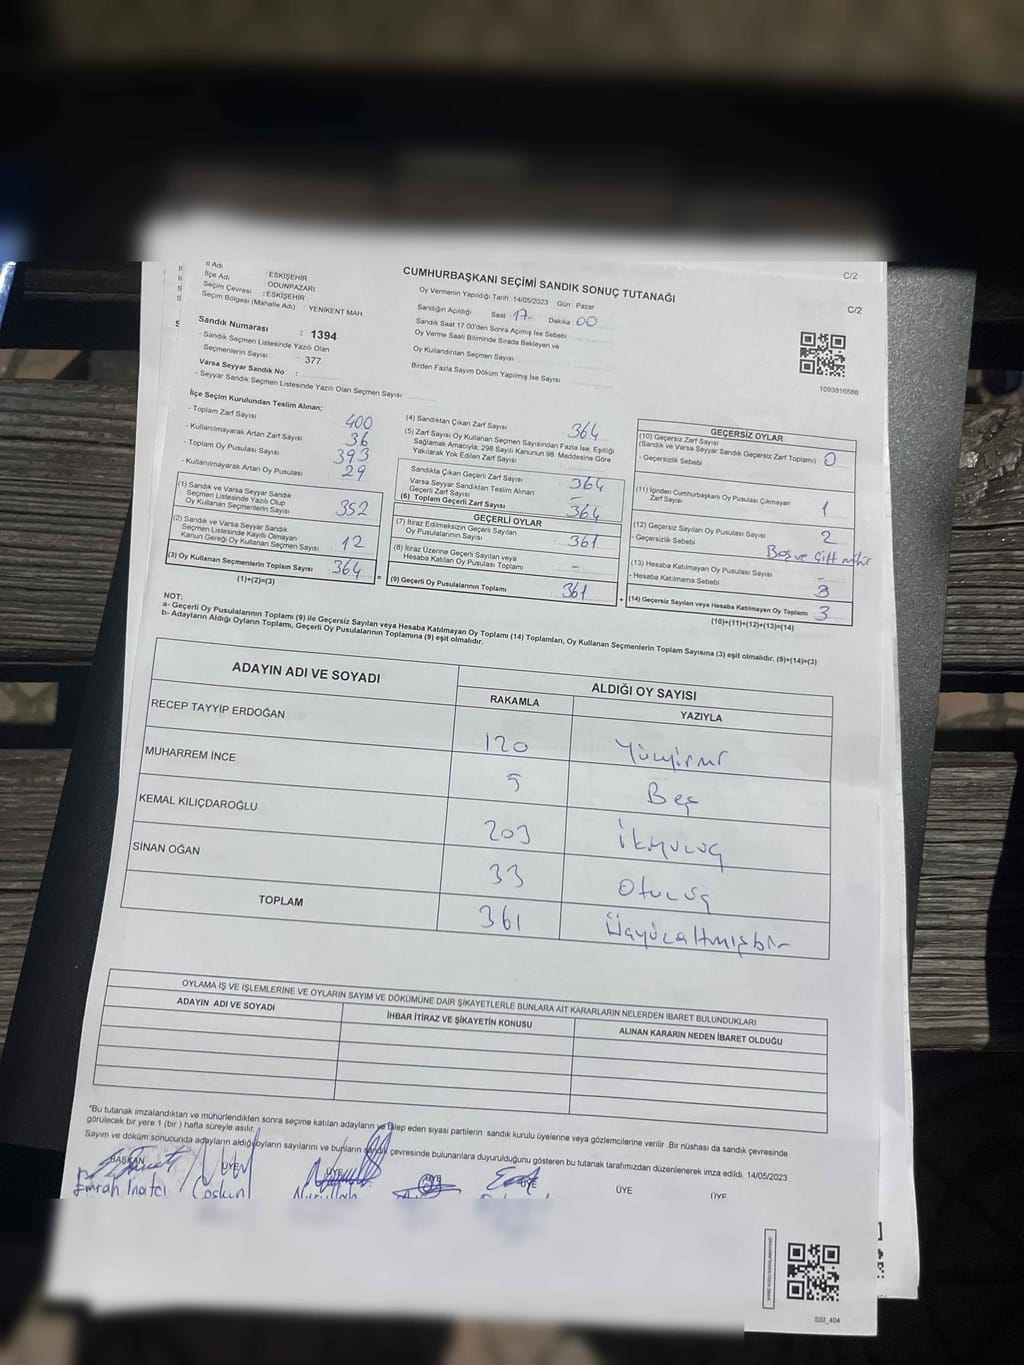 İl Adı : ESKİŞEHİR
İlçe Adı : ODUNPAZARI
Seçim Çevresi : ESKİŞEHİR
Seçim Bölgesi (Mahalle Adı) : YENİKENT MAH.
Sandık Numarası : 1394
- Sandık Seçmen Listesinde Yazılı Olan
Seçmenlerin Sayısı : 377
Varsa Seyyar Sandık No :
- Seyyar Sandık Seçmen Listesinde Yazılı Olan Seçmen Sayısı:
CUMHURBAŞKANI SEÇİMİ SANDIK SONUÇ TUTANAĞI
Oy Vermenin Yapıldığı Tarih :14/05/2023 Gün : Pazar
Sandığın Açıldığı Saat : 17- Dakika : 00
Sandık Saat 17.00'den Sonra Açılmış İse Sebebi
Oy Verme Saati Bitiminde Sırada Bekleyen ve
Oy Kullandırılan Seçmen Sayısı
Birden Fazla Sayım Döküm Yapılmış İse Sayısı
C/2
C/2
1093816588
İlçe Seçim Kurulundan Teslim Alınan;
- Toplam Zarf Sayısı 400
- Kullanılmayarak Artan Zarf Sayısı 36
- Toplam Oy Pusulası Sayısı 393
- Kullanılmayarak Artan Oy Pusulası 29
(1) Sandık ve Varsa Seyyar Sandık
Seçmen Listesinde Yazılı Olup
Oy Kullanan Seçmenlerin Sayısı 352
(2) Sandık ve Varsa Seyyar Sandık
Seçmen Listesinde Kayıtlı Olmayan
Kanun Gereği Oy Kullanan Seçmen Sayısı 12
(3) Oy Kullanan Seçmenlerin Toplam Sayısı 364
(1)+(2)=(3)
(4) Sandıktan Çıkan Zarf Sayısı 364
(5) Zarf Sayısı Oy Kullanan Seçmen Sayısından Fazla İse, Eşitliği
Sağlamak Amacıyla; 298 Sayılı Kanunun 98. Maddesine Göre
Yakılarak Yok Edilen Zarf Sayısı
Sandıkta Çıkan Geçerli Zarf Sayısı 364
Varsa Seyyar Sandıktan Teslim Alınan
Geçerli Zarf Sayısı -
(6) Toplam Geçerli Zarf Sayısı 364
GEÇERLİ OYLAR
(7) İtiraz Edilmeksizin Geçerli Sayılan
Oy Pusulalarının Sayısı 361
(8) İtiraz Üzerine Geçerli Sayılan veya
Hesaba Katılan Oy Pusulası Toplamı -
(9) Geçerli Oy Pusulalarının Toplamı 361
GEÇERSİZ OYLAR
(10) Geçersiz Zarf Sayısı
(Sandık ve Varsa Seyyar Sandık Geçersiz Zarf Toplamı) 0
- Geçersizlik Sebebi
(11) İçinden Cumhurbaşkanı Oy Pusulası Çıkmayan
Zarf Sayısı 1
(12) Geçersiz Sayılan Oy Pusulası Sayısı 2
- Geçersizlik Sebebi Boş ve Çift mühür
(13) Hesaba Katılmayan Oy Pusulası Sayısı -
- Hesaba Katılmama Sebebi 3
(14) Geçersiz Sayılan veya Hesaba Katılmayan Oy Toplamı 3
(10)+(11)+(12)+(13)=(14)
NOT:
a- Geçerli Oy Pusulalarının Toplamı (9) ile Geçersiz Sayılan veya Hesaba Katılmayan Oy Toplamı (14) Toplamları, Oy Kullanan Seçmenlerin Toplam Sayısına (3) eşit olmalıdır. (9)+(14)=(3)
b- Adayların Aldığı Oyların Toplamı, Geçerli Oy Pusulalarının Toplamına (9) eşit olmalıdır.
ADAYIN ADI VE SOYADI ALDIĞI OY SAYISI
RAKAMLA YAZIYLA
RECEP TAYYİP ERDOĞAN 120 Yüzyirmi
MUHARREM İNCE 5 Beş
KEMAL KILIÇDAROĞLU 203 İkiyüzüç
SİNAN OĞAN 33 Otuzüç
TOPLAM 361 Üçyüzaltmışbir
OYLAMA İŞ VE İŞLEMLERİNE VE OYLARIN SAYIM VE DÖKÜMÜNE DAİR ŞİKAYETLERLE BUNLARA AİT KARARLARIN NELERDEN İBARET BULUNDUKLARI
ADAYIN ADI VE SOYADI İHBAR İTİRAZ VE ŞİKAYETİN KONUSU ALINAN KARARIN NEDEN İBARET OLDUĞU
*Bu tutanak imzalandıktan ve mühürlendikten sonra seçime katılan adayların ve talep eden siyasi partilerin sandık kurulu üyelerine veya gözlemcilerine verilir. Bir nüshası da sandık çevresinde
görülecek bir yere 1 (bir ) hafta süreyle asılır.
Sayım ve döküm sonucunda adayların aldığı oyların sayılarını ve bunların sandık çevresinde bulunanlara duyurulduğunu gösteren bu tutanak tarafımızdan düzenlenerek imza edildi. 14/05/2023
BAŞKAN ÜYE ÜYE ÜYE ÜYE ÜYE ÜYE
Emrah Coşkun Nurullah
SSI_404